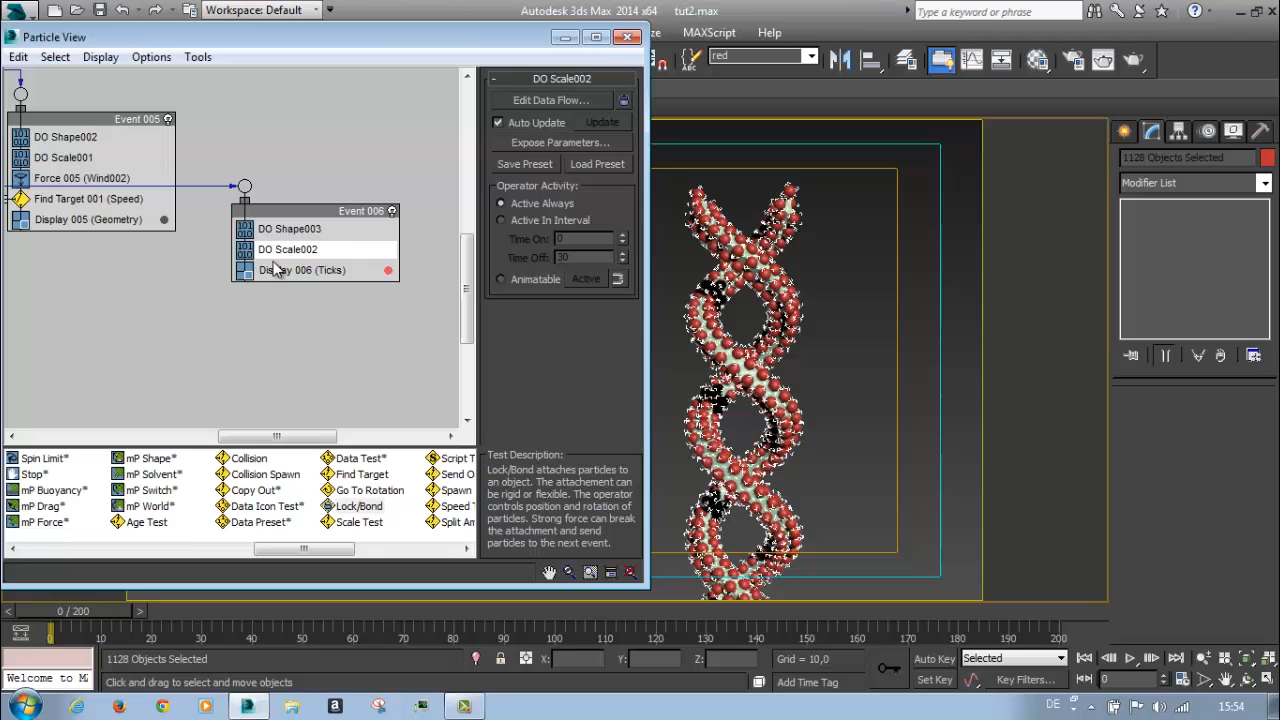 Workspace: Default
Autodesk 3ds Max 2014 x64 tut2.max
Type a keyword or phrase
Particle View
MAXScript Help
Edit Select Display Options Tools
red
Event 005
DO Shape002
DO Scale001
Force 005 (Wind002)
Find Target 001 (Speed)
Display 005 (Geometry)
Event 006
DO Shape003
DO Scale002
Display 006 (Ticks)
DO Scale002
Edit Data Flow...
Auto Update Update
Expose Parameters...
Save Preset Load Preset
Operator Activity:
Active Always
Active In Interval
Time On: 0
Time Off: 30
Animatable Active
1128 Objects Selected
Modifier List
Spin Limit* mP Shape* Collision Data Test* Script T
Stop* mP Solvent* Collision Spawn Find Target Send O
mP Buoyancy* mP Switch* Copy Out* Go To Rotation Spawn
mP Drag* mP World* Data Icon Test* Lock/Bond Speed T
mP Force* Age Test Data Preset* Scale Test Split Am
Test Description:
Lock/Bond attaches particles to
an object. The attachement can
be rigid or flexible. The operator
controls position and rotation of
particles. Strong force can break
the attachment and send
particles to the next event.
0 / 200
0 10 20 30 40 50 60 70 80 90 100 110 120 130 140 150 160 170 180 190 200
1128 Objects Selected X: Y: Z: Grid = 10,0 Auto Key Selected
Welcome to MA Click and drag to select and move objects Add Time Tag Set Key Key Filters... 0
DE 15:54